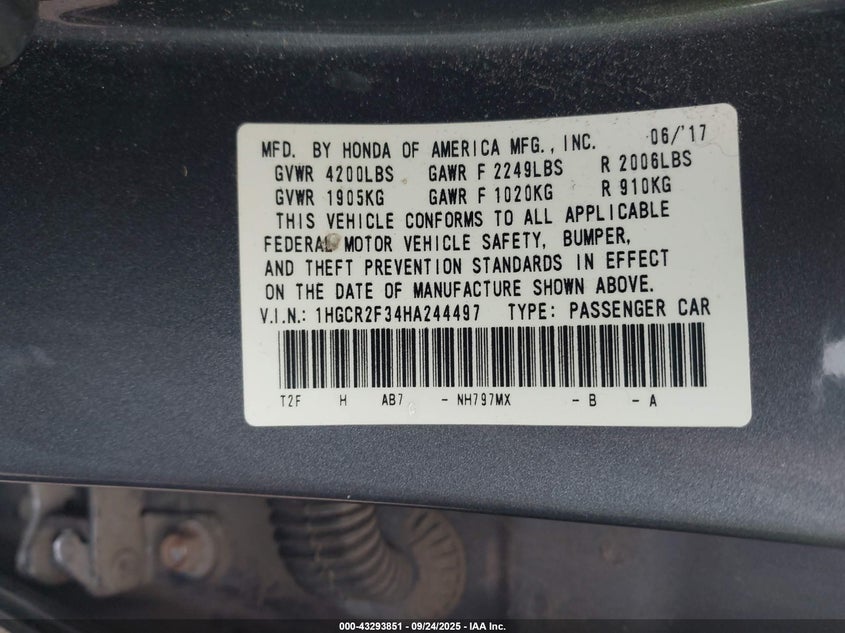 MFD. BY HONDA OF AMERICA MFG., INC. 06/'17
GVWR 4200LBS GAWR F 2249LBS R 2006LBS
GVWR 1905KG GAWR F 1020KG R 910KG
THIS VEHICLE CONFORMS TO ALL APPLICABLE
FEDERAL MOTOR VEHICLE SAFETY, BUMPER,
AND THEFT PREVENTION STANDARDS IN EFFECT
ON THE DATE OF MANUFACTURE SHOWN ABOVE.
V.I.N.: 1HGCR2F34HA244497 TYPE: PASSENGER CAR
T2F H AB7 - NH797MX - B - A
000-43293851 - 09/24/2025 - IAA Inc.